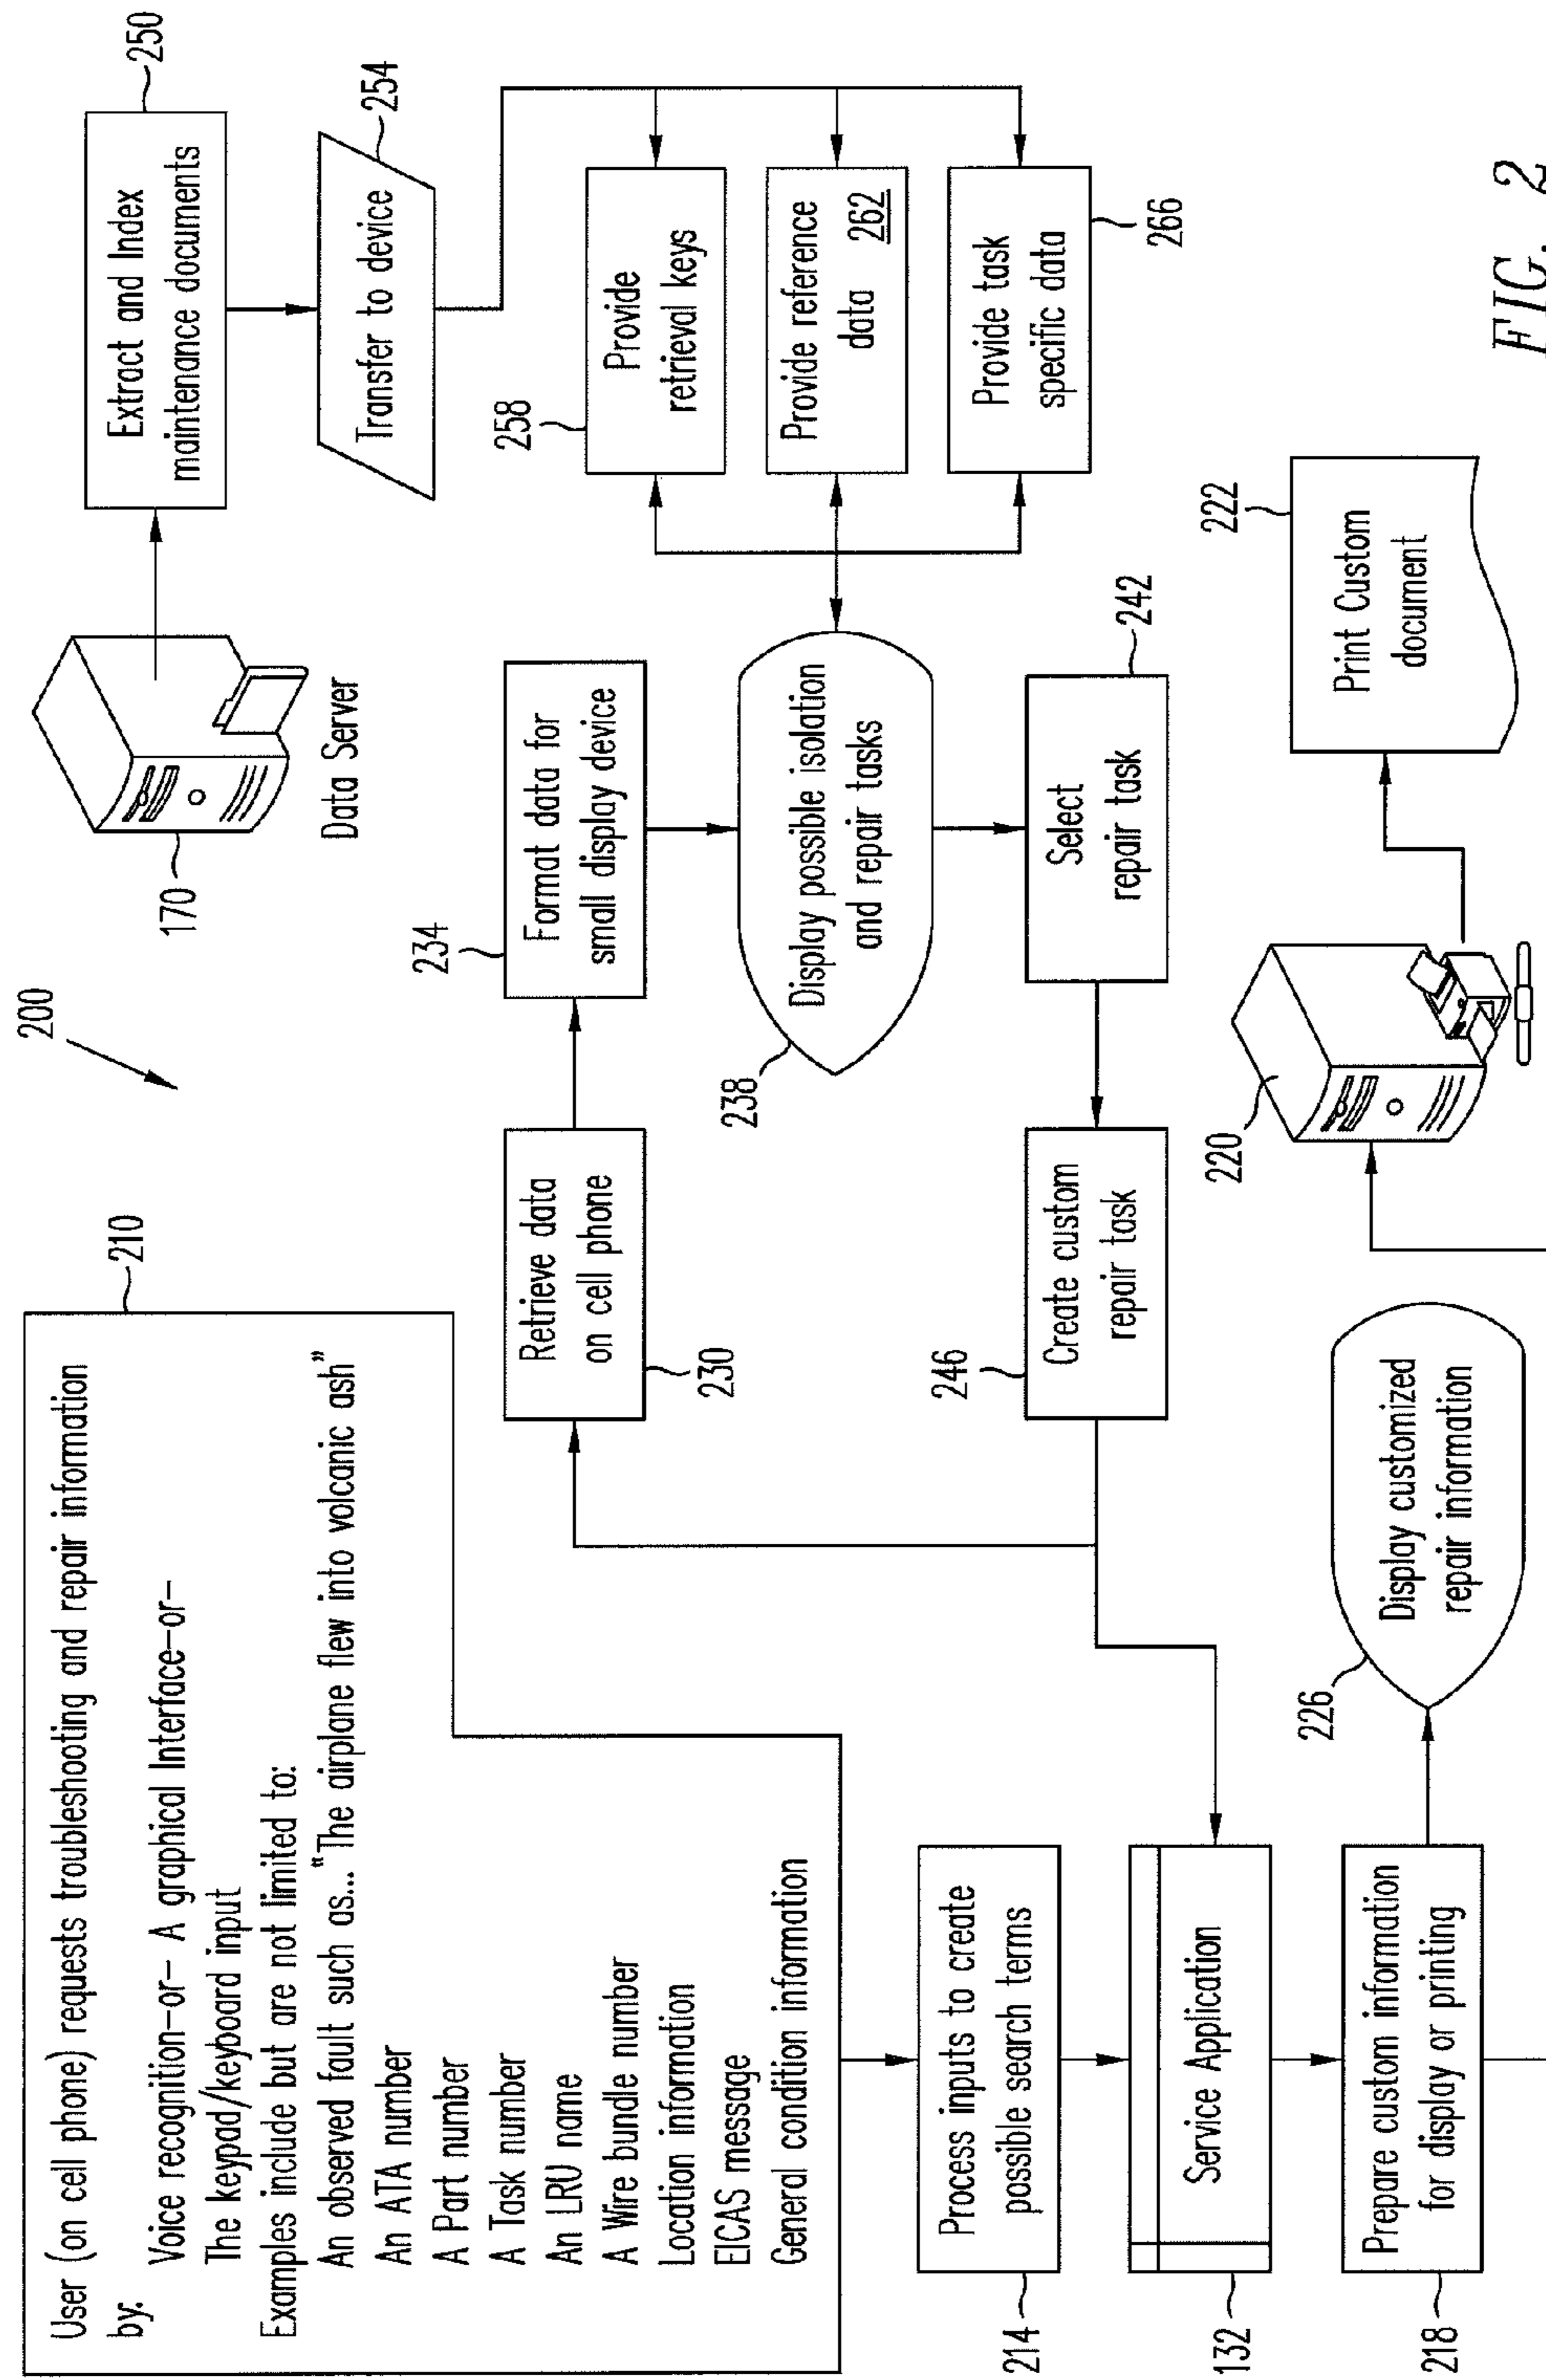 200
User (on cell phone) requests troubleshooting and repair information
by:
Voice recognition-or- A graphical Interface-or-
The keypad/keyboard input
Examples include but are not limited to:
An observed fault such as... "The airplane flew into volcanic ash"
An ATA number
A Part number
A Task number
An LRU name
A Wire bundle number
Location information
EICAS message
General condition information
210
Process inputs to create
possible search terms
214
Service Application
132
Prepare custom information
for display or printing
218
Display customized
repair information
226
220
Print Custom
document
222
Retrieve data
on cell phone
230
Format data for
small display device
234
Display possible isolation
and repair tasks
238
Select
repair task
242
Create custom
repair task
246
170
Data Server
Extract and Index
maintenance documents
250
Transfer to device
254
Provide
retrieval keys
258
Provide reference
data 262
Provide task
specific data
266
FIG. 2